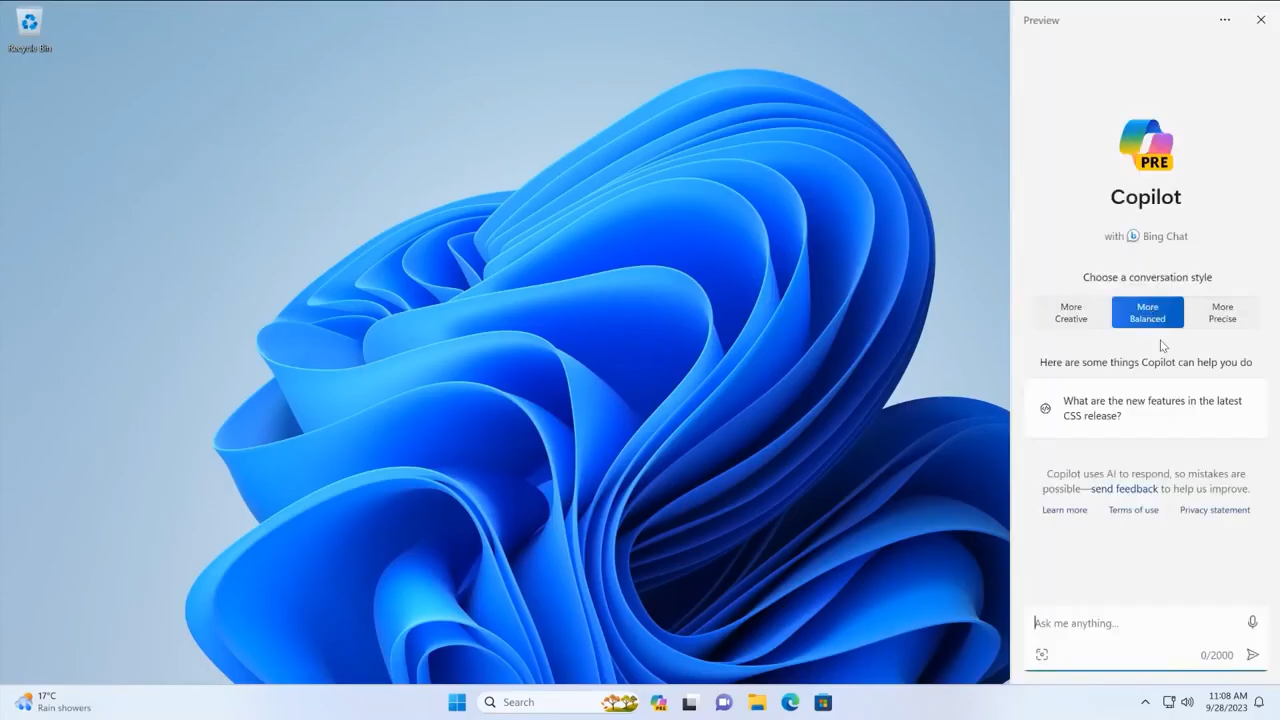 Recycle Bin
Preview
PRE
Copilot
with b Bing Chat
Choose a conversation style
More
Creative
More
Balanced
More
Precise
Here are some things Copilot can help you do
What are the new features in the latest
CSS release?
Copilot uses AI to respond, so mistakes are
possible—send feedback to help us improve.
Learn more Terms of use Privacy statement
Ask me anything...
0/2000
17°C
Rain showers
Search
PRE
11:08 AM
9/28/2023